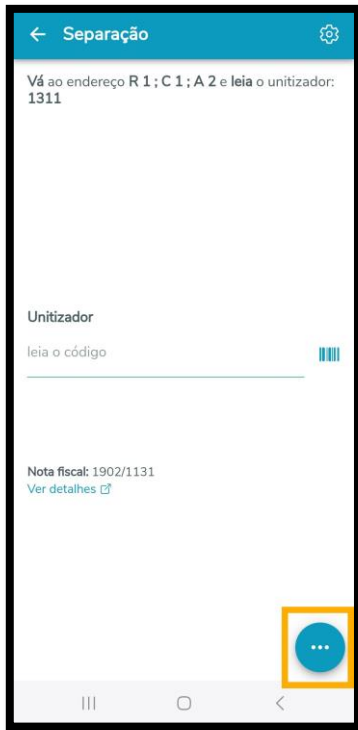 Separação
Vá ao endereço R 1 ; C 1 ; A 2 e leia o unitizador:
1311
Unitizador
leia o código
Nota fiscal: 1902/1131
Ver detalhes